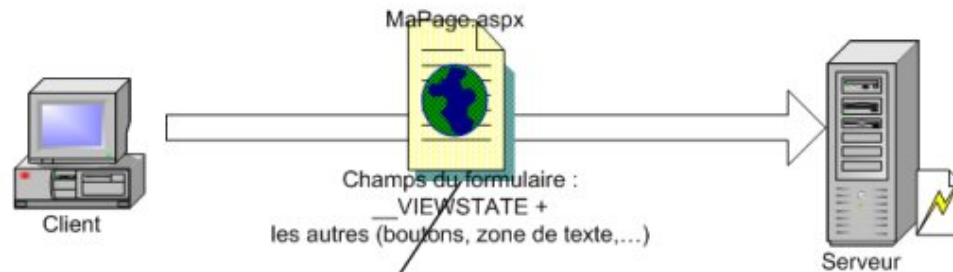 MaPage.aspx
Champs du formulaire :
__VIEWSTATE +
les autres (boutons, zone de texte,...)
Client
Serveur